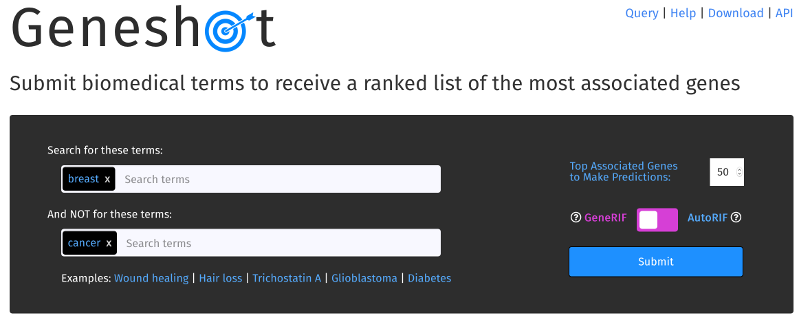 Geneshot
Query | Help | Download | API
Submit biomedical terms to receive a ranked list of the most associated genes
Search for these terms:
breast x Search terms
And NOT for these terms:
cancer x Search terms
Examples: Wound healing | Hair loss | Trichostatin A | Glioblastoma | Diabetes
Top Associated Genes
to Make Predictions:
50
? GeneRIF AutoRIF ?
Submit